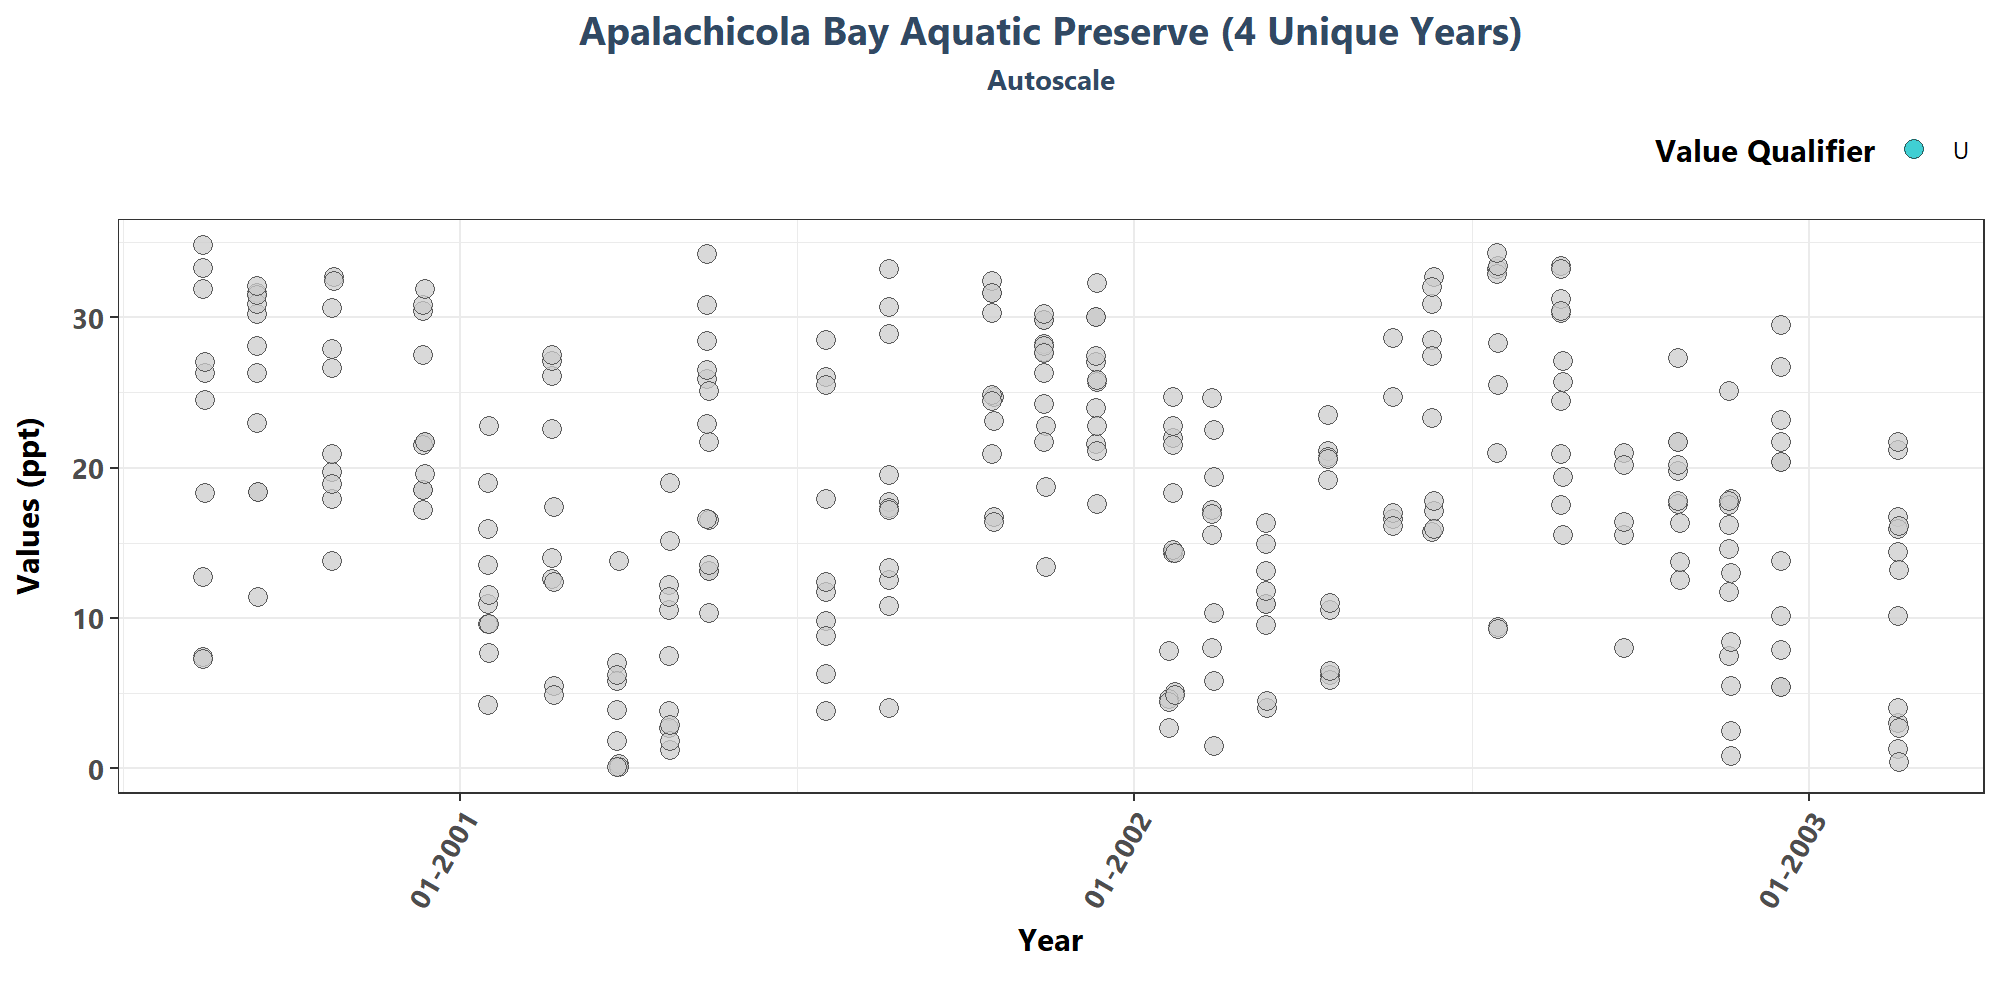 Apalachicola Bay Aquatic Preserve (4 Unique Years)
Autoscale
Value Qualifier U
Values (ppt)
30
20
10
0
01-2001
01-2002
01-2003
Year